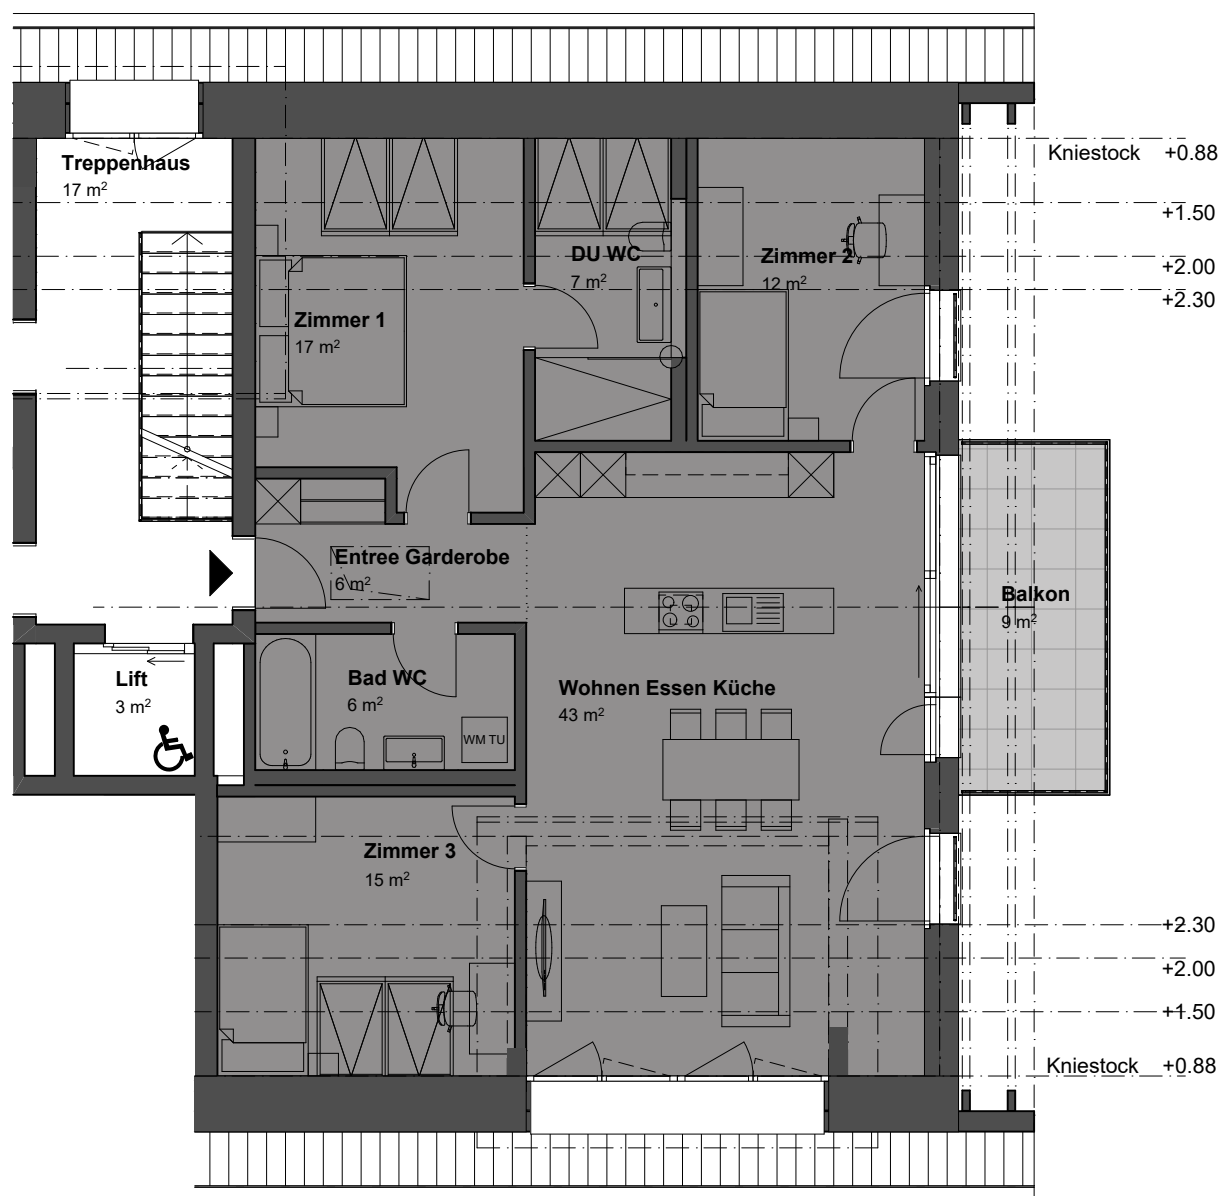 Treppenhaus
17 m²
Kniestock +0.88
+1.50
DU WC
7 m²
Zimmer 2
12 m²
+2.00
+2.30
Zimmer 1
17 m²
Entree Garderobe
6 m²
Balkon
9 m²
Lift
3 m²
Bad WC
6 m²
WM TU
Wohnen Essen Küche
43 m²
Zimmer 3
15 m²
+2.30
+2.00
+1.50
Kniestock +0.88